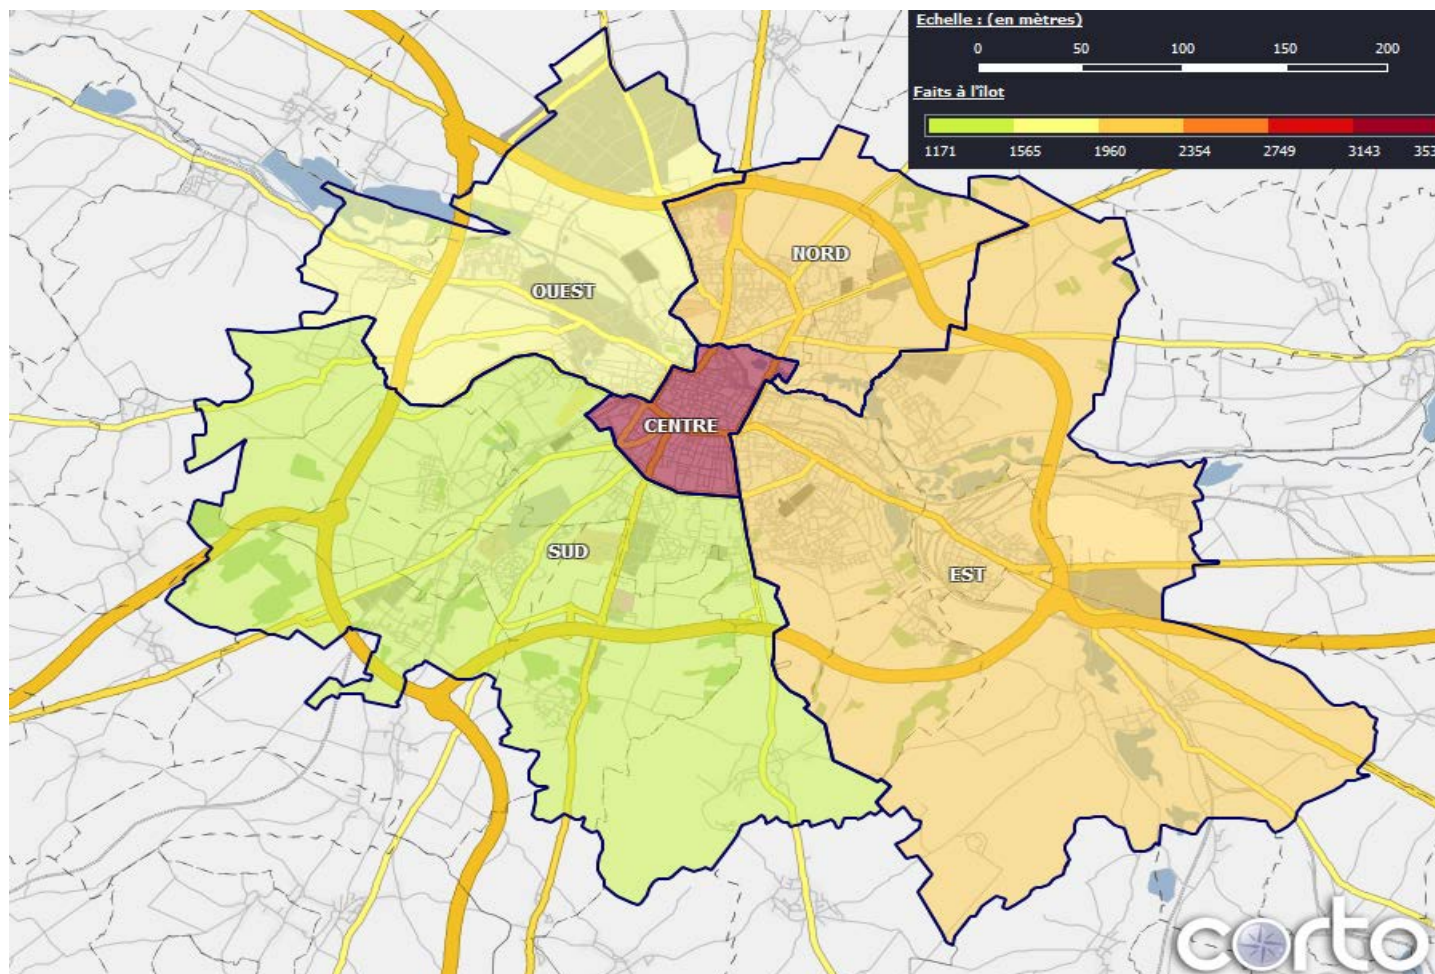 Echelle : (en mètres)
0 50 100 150 200
Faits à l'îlot
1171 1565 1960 2354 2749 3143 353
NORD
OUEST
CENTRE
SUD
EST
corto